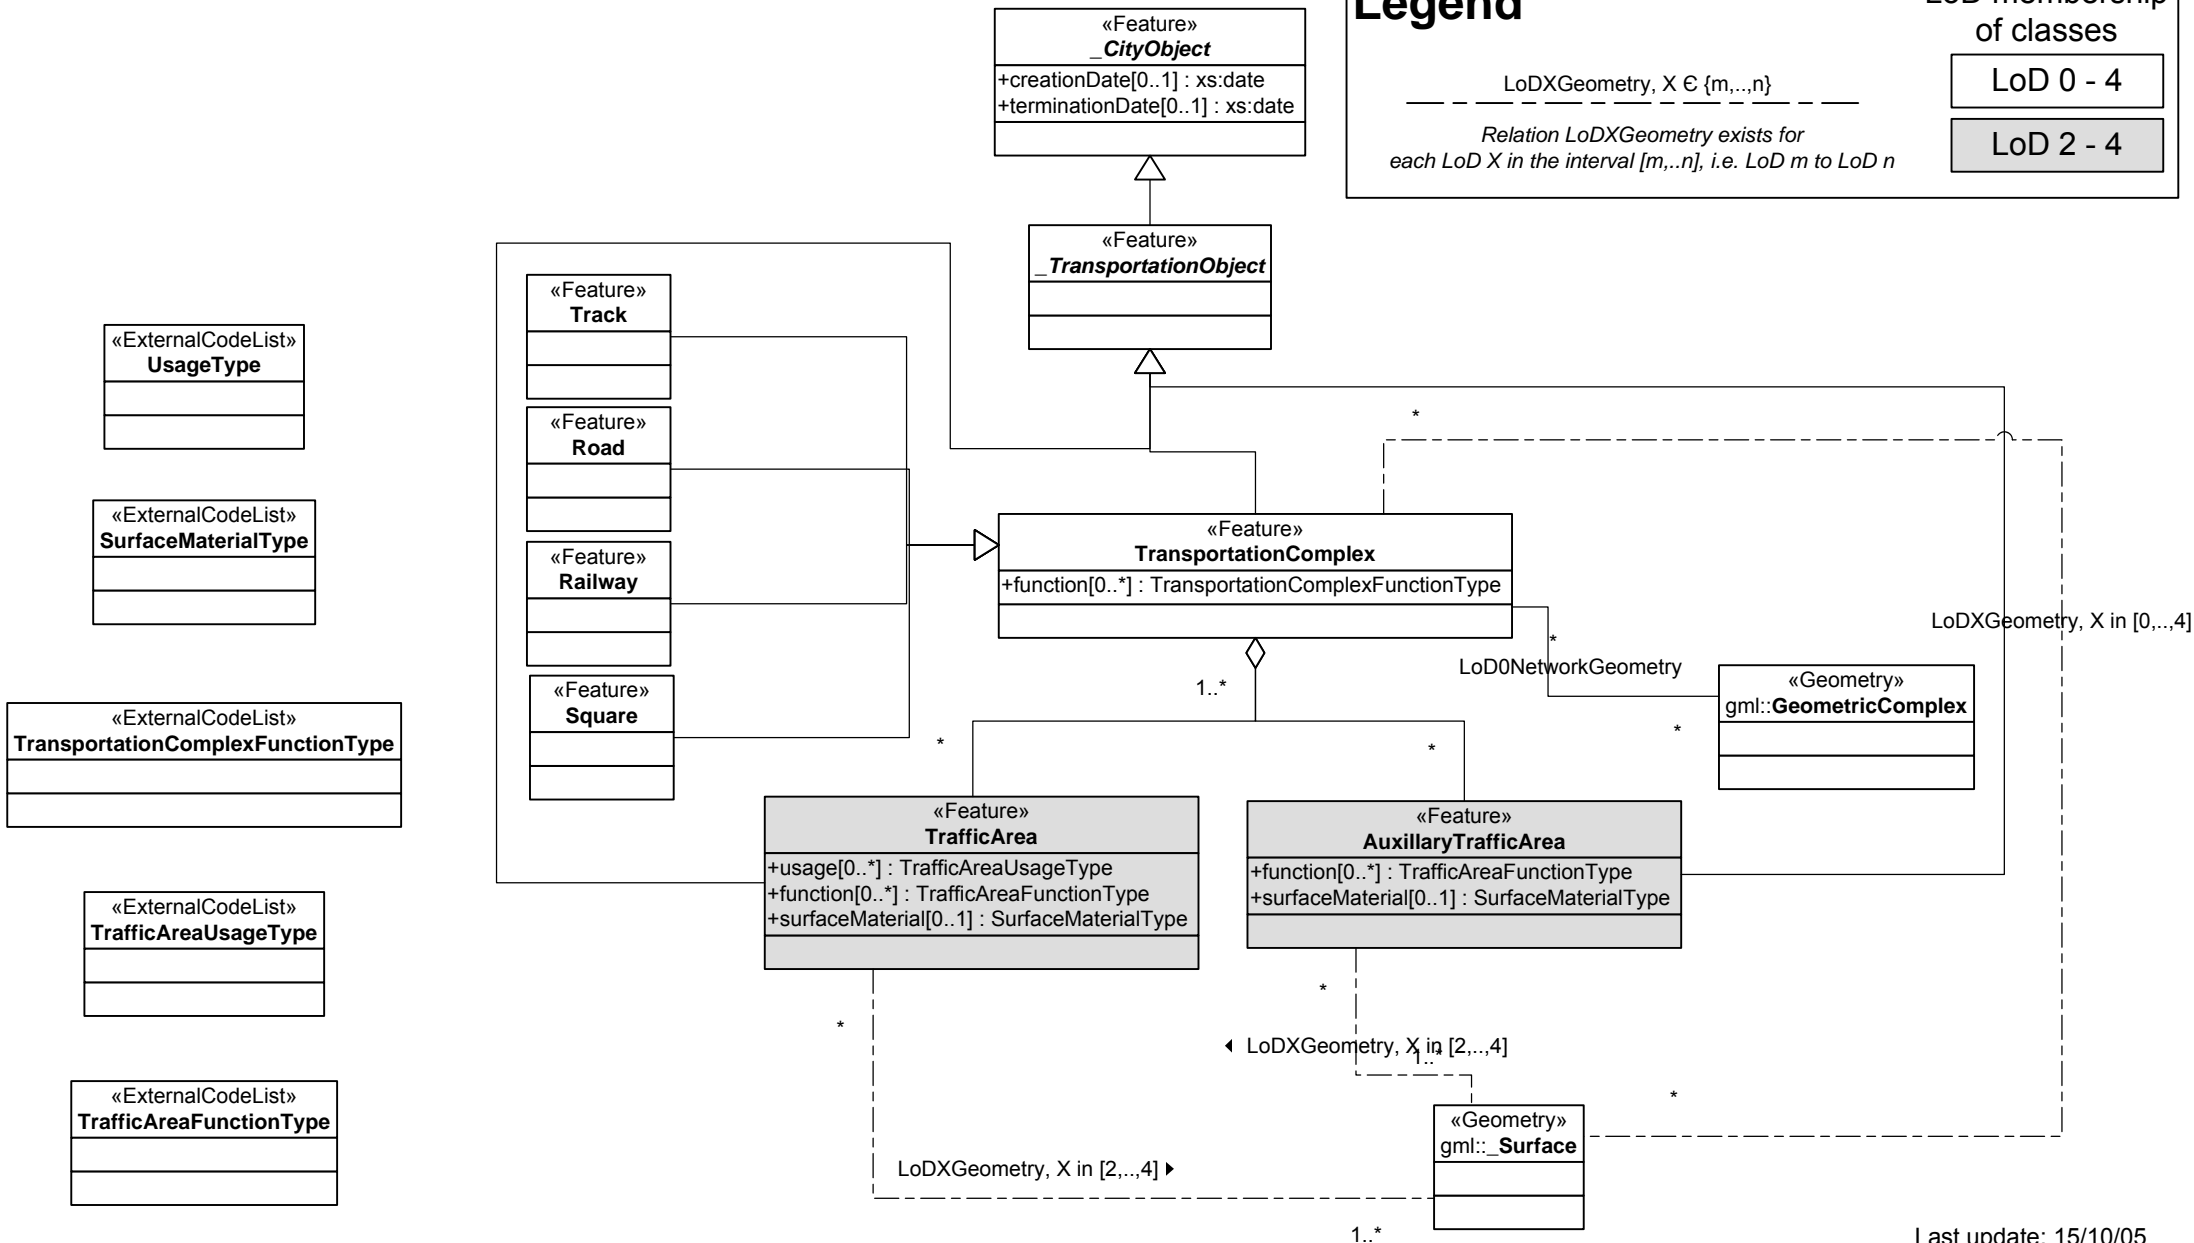 «Feature»
_CityObject
+creationDate[0..1] : xs:date
+terminationDate[0..1] : xs:date
Legend
LoDXGeometry, X Є {m,..,n}
Relation LoDXGeometry exists for
each LoD X in the interval [m,..n], i.e. LoD m to LoD n
LoD membership
of classes
LoD 0 - 4
LoD 2 - 4
«Feature»
_TransportationObject
«Feature»
Track
«Feature»
Road
«Feature»
Railway
«Feature»
Square
«ExternalCodeList»
UsageType
«ExternalCodeList»
SurfaceMaterialType
«ExternalCodeList»
TransportationComplexFunctionType
«ExternalCodeList»
TrafficAreaUsageType
«ExternalCodeList»
TrafficAreaFunctionType
*
«Feature»
TransportationComplex
+function[0..*] : TransportationComplexFunctionType
LoDXGeometry, X in [0,..,4]
*
LoD0NetworkGeometry
*
«Geometry»
gml::GeometricComplex
1..*
*
*
«Feature»
TrafficArea
+usage[0..*] : TrafficAreaUsageType
+function[0..*] : TrafficAreaFunctionType
+surfaceMaterial[0..1] : SurfaceMaterialType
«Feature»
AuxillaryTrafficArea
+function[0..*] : TrafficAreaFunctionType
+surfaceMaterial[0..1] : SurfaceMaterialType
*
*
LoDXGeometry, X in [2,..,4]
1..*
*
«Geometry»
gml::_Surface
LoDXGeometry, X in [2,..,4]
1..*
Last update: 15/10/05